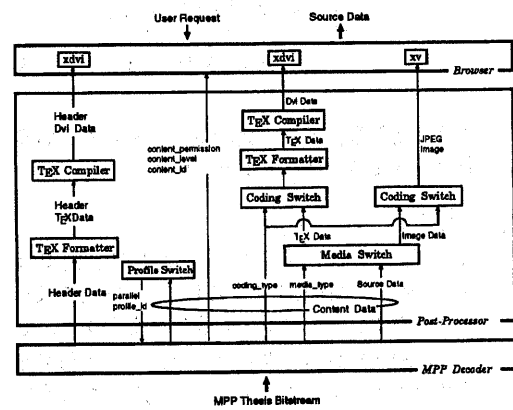 User Request
Source Data
xdvi
xdvi
xv
Browser
Dvi Data
Header
Dvi Data
TEX Compiler
TEX Data
JPEG
Image
content_permission
content_level
content_id
TEX Compiler
TEX Formatter
Header
TEXData
Coding Switch
Coding Switch
TEX Data
Image Data
TEX Formatter
Media Switch
Profile Switch
Header Data
parallel
profile_id
coding_type
media_type
Source Data
Content Data
Post-Processor
MPP Decoder
MPP Thesis Bitstream